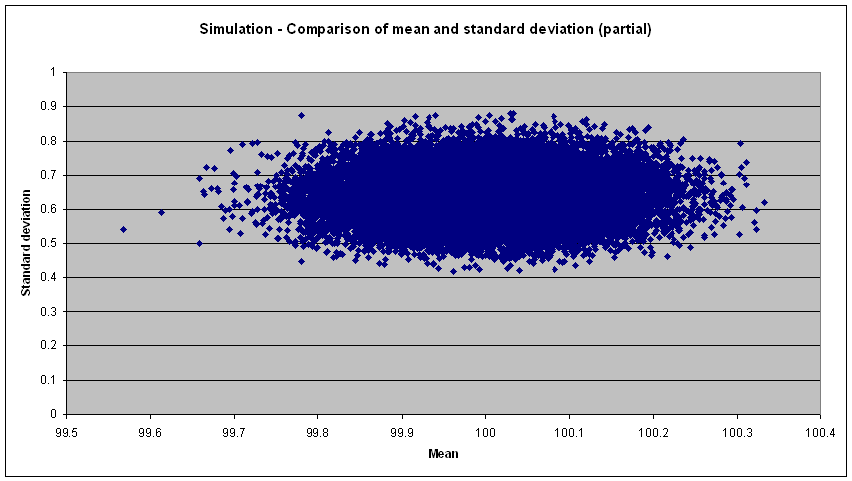 Simulation - Comparison of mean and standard deviation (partial)
1
0.9
0.8
0.7
0.6
0.5
0.4
0.3
0.2
0.1
0
Standard deviation
99.5 99.6 99.7 99.8 99.9 100 100.1 100.2 100.3 100.4
Mean